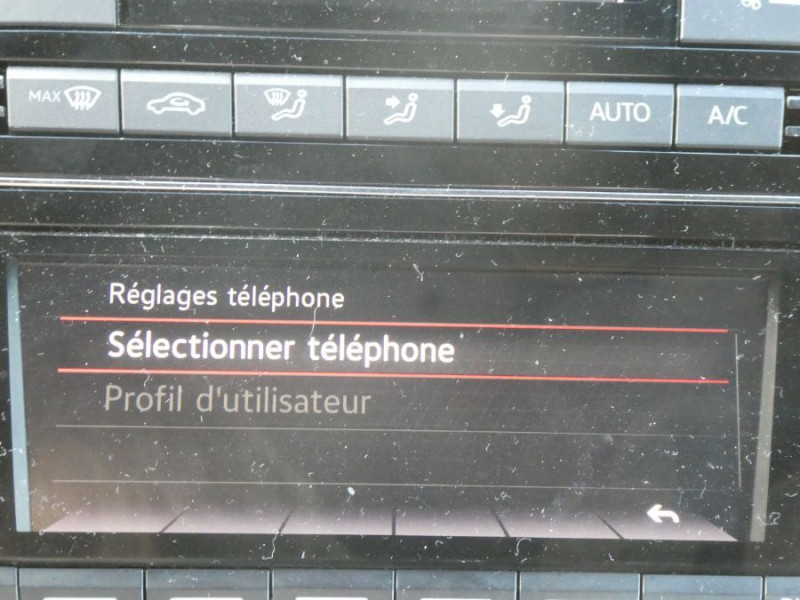 MAX AUTO A/C
Réglages téléphone
Sélectionner téléphone
Profil d'utilisateur